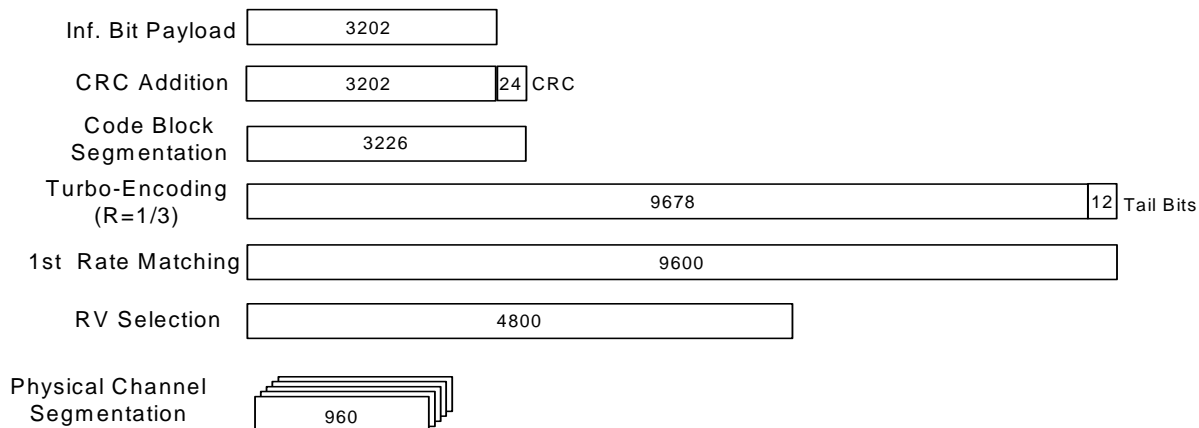 Inf. Bit Payload 3202
CRC Addition 3202 24 CRC
Code Block
Segmentation 3226
Turbo-Encoding
(R=1/3) 9678 12 Tail Bits
1st Rate Matching 9600
RV Selection 4800
Physical Channel
Segmentation 960